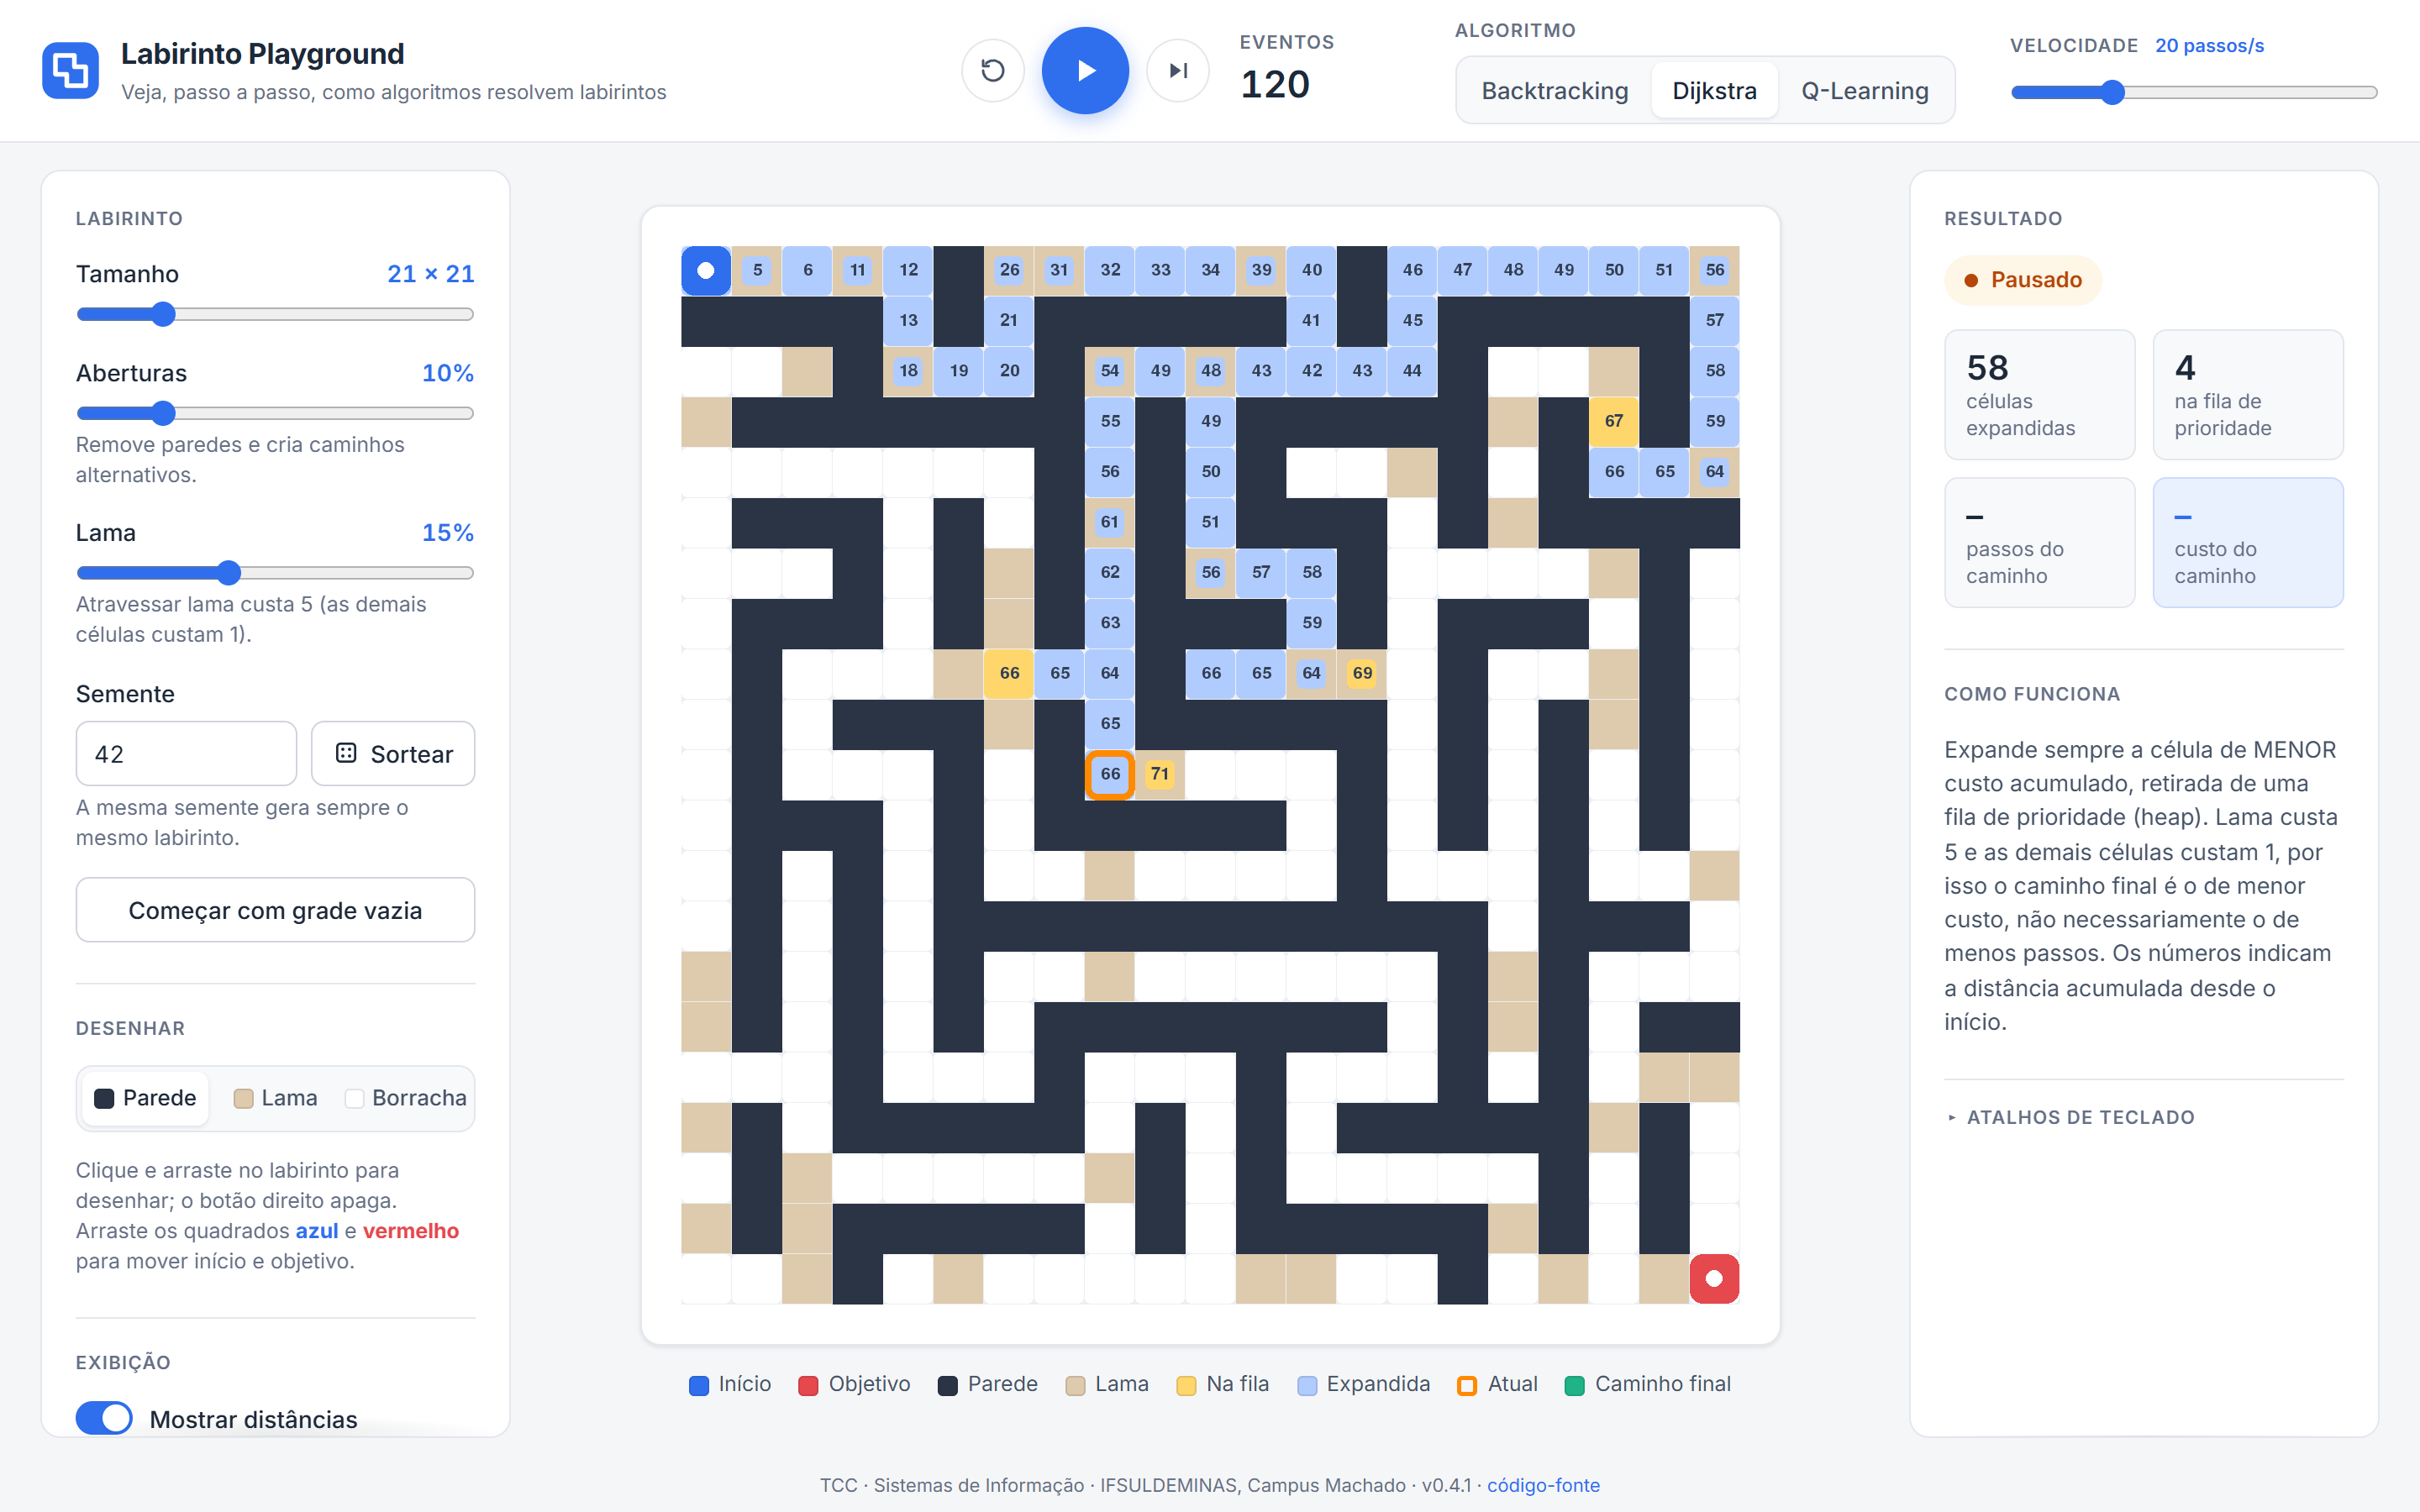 Labirinto Playground
Veja, passo a passo, como algoritmos resolvem labirintos
EVENTOS
120
ALGORITMO
Backtracking Dijkstra Q-Learning
VELOCIDADE 20 passos/s
LABIRINTO
Tamanho 21 × 21
Aberturas 10%
Remove paredes e cria caminhos
alternativos.
Lama 15%
Atravessar lama custa 5 (as demais
células custam 1).
Semente
42 Sortear
A mesma semente gera sempre o
mesmo labirinto.
Começar com grade vazia
DESENHAR
Parede Lama Borracha
Clique e arraste no labirinto para
desenhar; o botão direito apaga.
Arraste os quadrados azul e vermelho
para mover início e objetivo.
EXIBIÇÃO
Mostrar distâncias
5 6 11 12 26 31 32 33 34 39 40 46 47 48 49 50 51 56
13 21 41 45 57
18 19 20 54 49 48 43 42 43 44 58
55 49 67 59
56 50 66 65 64
61 51
62 56 57 58
63 59
66 65 64 66 65 64 69
65
66 71
Início Objetivo Parede Lama Na fila Expandida Atual Caminho final
RESULTADO
Pausado
58
células
expandidas
4
na fila de
prioridade
–
passos do
caminho
–
custo do
caminho
COMO FUNCIONA
Expande sempre a célula de MENOR
custo acumulado, retirada de uma
fila de prioridade (heap). Lama custa
5 e as demais células custam 1, por
isso o caminho final é o de menor
custo, não necessariamente o de
menos passos. Os números indicam
a distância acumulada desde o
início.
ATALHOS DE TECLADO
TCC · Sistemas de Informação · IFSULDEMINAS, Campus Machado · v0.4.1 · código-fonte